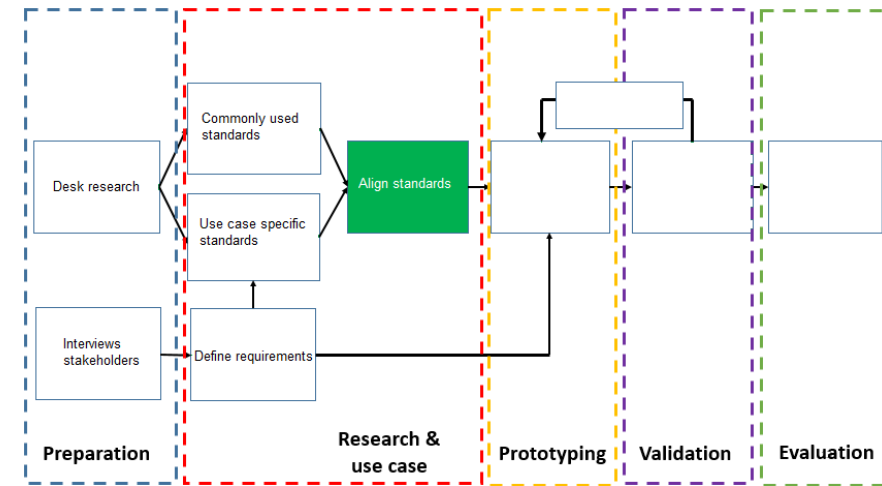 Commonly used
standards
Desk research
Align standards
Use case specific
standards
Interviews
stakeholders
Define requirements
Preparation
Research &
use case
Prototyping
Validation
Evaluation